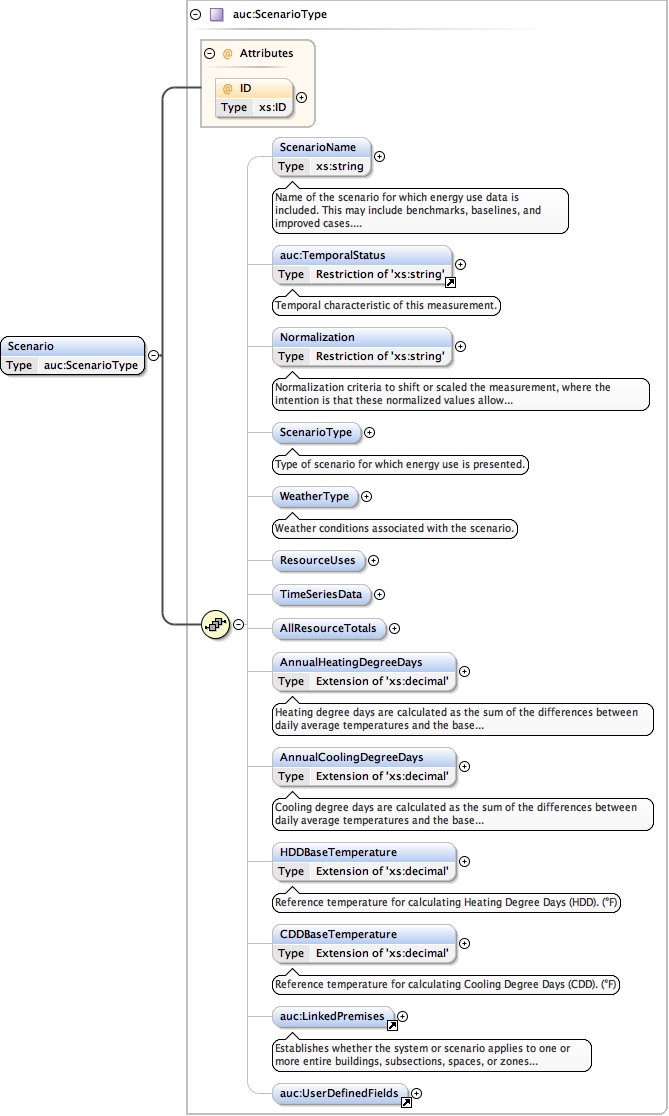 auc:ScenarioType
@ Attributes
@ ID
Type xs:ID
ScenarioName
Type xs:string
Name of the scenario for which energy use data is
included. This may include benchmarks, baselines, and
improved cases....
auc:TemporalStatus
Type Restriction of 'xs:string'
Temporal characteristic of this measurement.
Scenario
Type auc:ScenarioType
Normalization
Type Restriction of 'xs:string'
Normalization criteria to shift or scaled the measurement, where the
intention is that these normalized values allow...
ScenarioType
Type of scenario for which energy use is presented.
WeatherType
Weather conditions associated with the scenario.
ResourceUses
TimeSeriesData
AllResourceTotals
AnnualHeatingDegreeDays
Type Extension of 'xs:decimal'
Heating degree days are calculated as the sum of the differences between
daily average temperatures and the base...
AnnualCoolingDegreeDays
Type Extension of 'xs:decimal'
Cooling degree days are calculated as the sum of the differences between
daily average temperatures and the base...
HDDBaseTemperature
Type Extension of 'xs:decimal'
Reference temperature for calculating Heating Degree Days (HDD). (°F)
CDDBaseTemperature
Type Extension of 'xs:decimal'
Reference temperature for calculating Cooling Degree Days (CDD). (°F)
auc:LinkedPremises
Establishes whether the system or scenario applies to one or
more entire buildings, subsections, spaces, or zones...
auc:UserDefinedFields